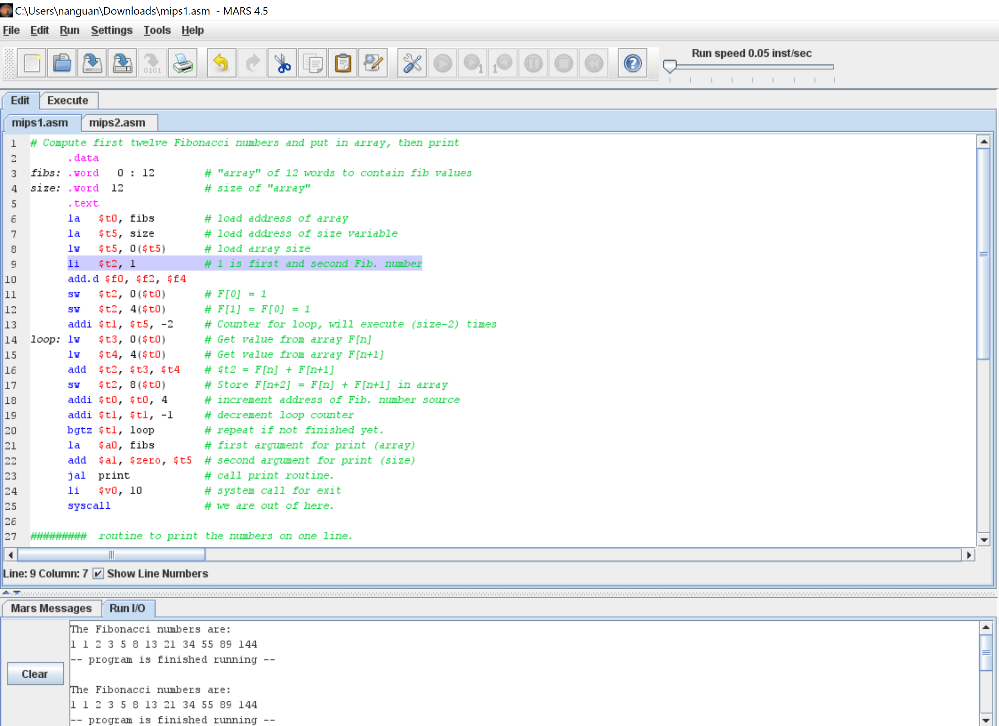 C:\Users\nanguan\Downloads\mips1.asm - MARS 4.5
File Edit Run Settings Tools Help
Run speed 0.05 inst/sec
0101 1 1 ?
Edit Execute
mips1.asm mips2.asm
1 # Compute first twelve Fibonacci numbers and put in array, then print
2 .data
3 fibs: .word 0 : 12 # "array" of 12 words to contain fib values
4 size: .word 12 # size of "array"
5 .text
6 la $t0, fibs # load address of array
7 la $t5, size # load address of size variable
8 lw $t5, 0($t5) # load array size
9 li $t2, 1 # 1 is first and second Fib. number
10 add.d $f0, $f2, $f4
11 sw $t2, 0($t0) # F[0] = 1
12 sw $t2, 4($t0) # F[1] = F[0] = 1
13 addi $t1, $t5, -2 # Counter for loop, will execute (size-2) times
14 loop: lw $t3, 0($t0) # Get value from array F[n]
15 lw $t4, 4($t0) # Get value from array F[n+1]
16 add $t2, $t3, $t4 # $t2 = F[n] + F[n+1]
17 sw $t2, 8($t0) # Store F[n+2] = F[n] + F[n+1] in array
18 addi $t0, $t0, 4 # increment address of Fib. number source
19 addi $t1, $t1, -1 # decrement loop counter
20 bgtz $t1, loop # repeat if not finished yet.
21 la $a0, fibs # first argument for print (array)
22 add $a1, $zero, $t5 # second argument for print (size)
23 jal print # call print routine.
24 li $v0, 10 # system call for exit
25 syscall # we are out of here.
26
27 ######### routine to print the numbers on one line.
Line: 9 Column: 7 Show Line Numbers
Mars Messages Run I/O
Clear
The Fibonacci numbers are:
1 1 2 3 5 8 13 21 34 55 89 144
-- program is finished running --
The Fibonacci numbers are:
1 1 2 3 5 8 13 21 34 55 89 144
-- program is finished running --